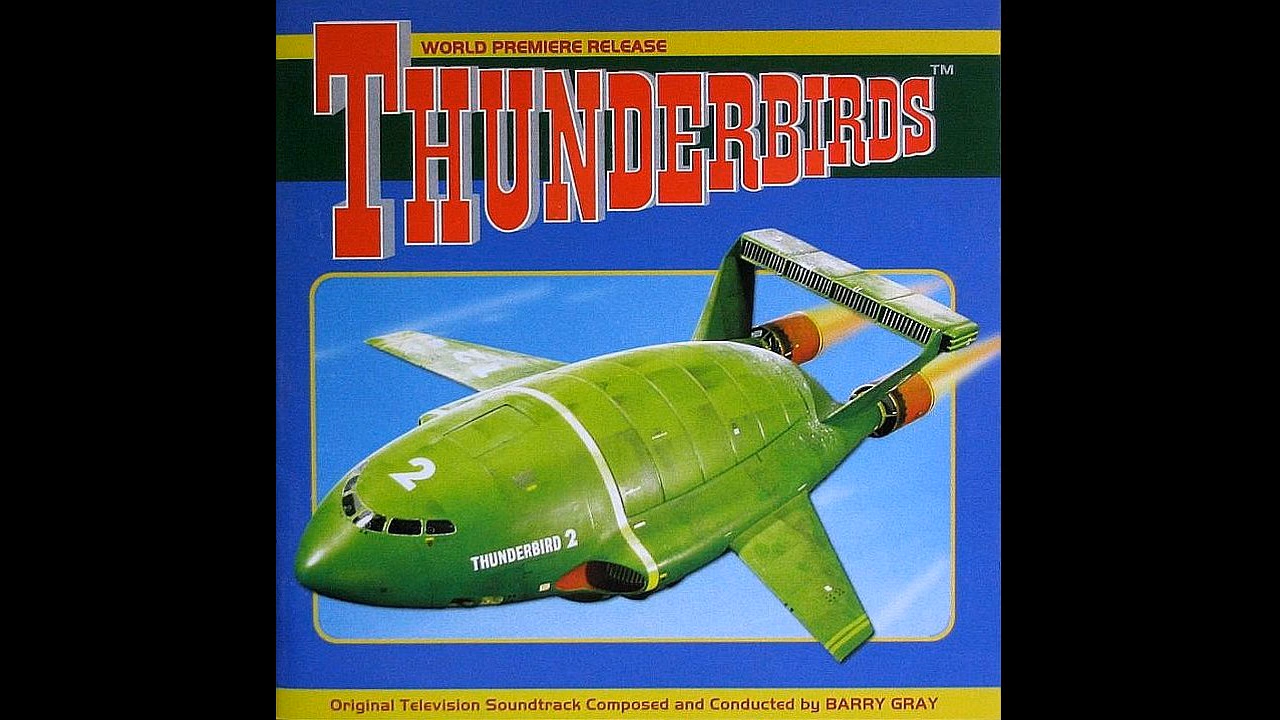 WORLD PREMIERE RELEASE
THUNDERBIRDS™
2
THUNDERBIRD 2
Original Television Soundtrack Composed and Conducted by BARRY GRAY